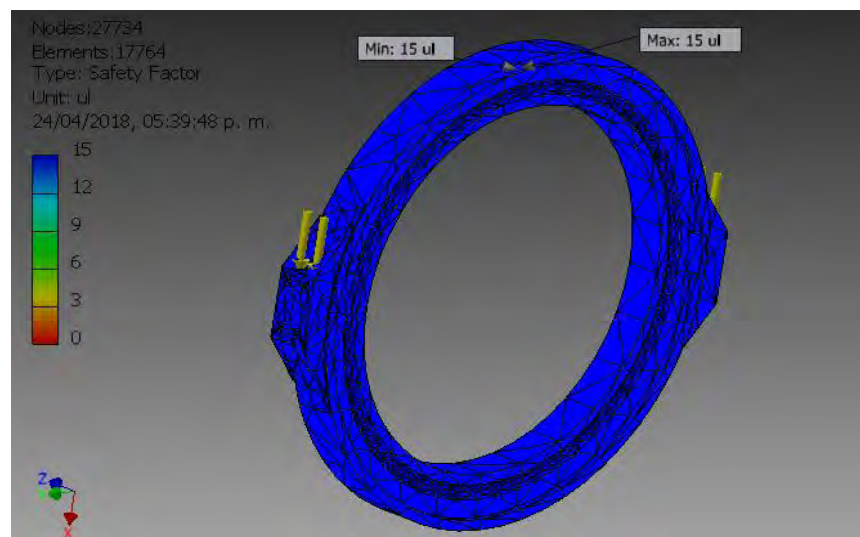 Nodes:27734
Elements:17764
Type: Safety Factor
Unit: ul
24/04/2018, 05:39:48 p. m.
Min: 15 ul
Max: 15 ul
15
12
9
6
3
0
Z
X